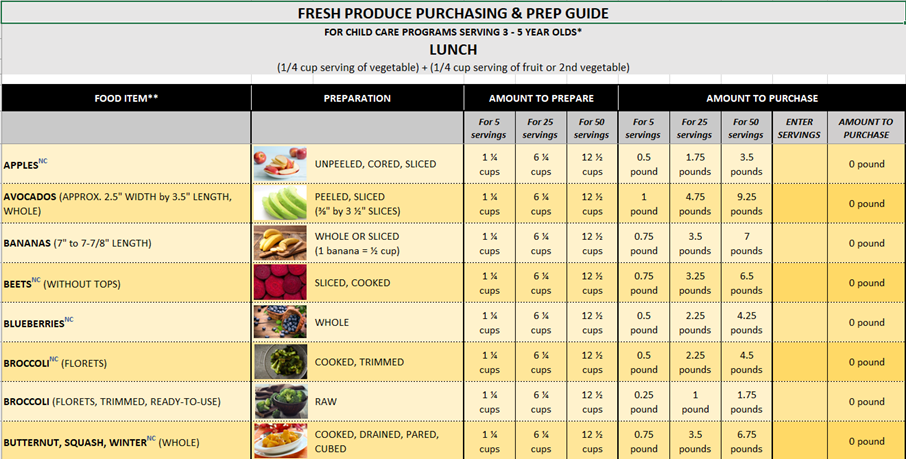 FRESH PRODUCE PURCHASING & PREP GUIDE
FOR CHILD CARE PROGRAMS SERVING 3 - 5 YEAR OLDS*
LUNCH
(1/4 cup serving of vegetable) + (1/4 cup serving of fruit or 2nd vegetable)
FOOD ITEM** PREPARATION AMOUNT TO PREPARE AMOUNT TO PURCHASE
For 5 For 25 For 50 For 5 For 25 For 50 ENTER AMOUNT TO
servings servings servings servings servings servings SERVINGS PURCHASE
APPLESNC UNPEELED, CORED, SLICED 1 ¼ 6 ¼ 12 ½ 0.5 1.75 3.5 0 pound
cups cups cups pound pounds pounds
AVOCADOS (APPROX. 2.5" WIDTH by 3.5" LENGTH, PEELED, SLICED 1 ¼ 6 ¼ 12 ½ 1 4.75 9.25 0 pound
WHOLE) (⅜" by 3 ½" SLICES) cups cups cups pound pounds pounds
BANANAS (7" to 7-7/8" LENGTH) WHOLE OR SLICED 1 ¼ 6 ¼ 12 ½ 0.75 3.5 7 0 pound
(1 banana = ½ cup) cups cups cups pound pounds pounds
BEETSNC (WITHOUT TOPS) SLICED, COOKED 1 ¼ 6 ¼ 12 ½ 0.75 3.25 6.5 0 pound
cups cups cups pound pounds pounds
BLUEBERRIESNC WHOLE 1 ¼ 6 ¼ 12 ½ 0.5 2.25 4.25 0 pound
cups cups cups pound pounds pounds
BROCCOLINC (FLORETS) COOKED, TRIMMED 1 ¼ 6 ¼ 12 ½ 0.5 2.25 4.5 0 pound
cups cups cups pound pounds pounds
BROCCOLI (FLORETS, TRIMMED, READY-TO-USE) RAW 1 ¼ 6 ¼ 12 ½ 0.25 1 1.75 0 pound
cups cups cups pound pound pounds
BUTTERNUT, SQUASH, WINTERNC (WHOLE) COOKED, DRAINED, PARED, 1 ¼ 6 ¼ 12 ½ 0.75 3.5 6.75 0 pound
CUBED cups cups cups pound pounds pounds